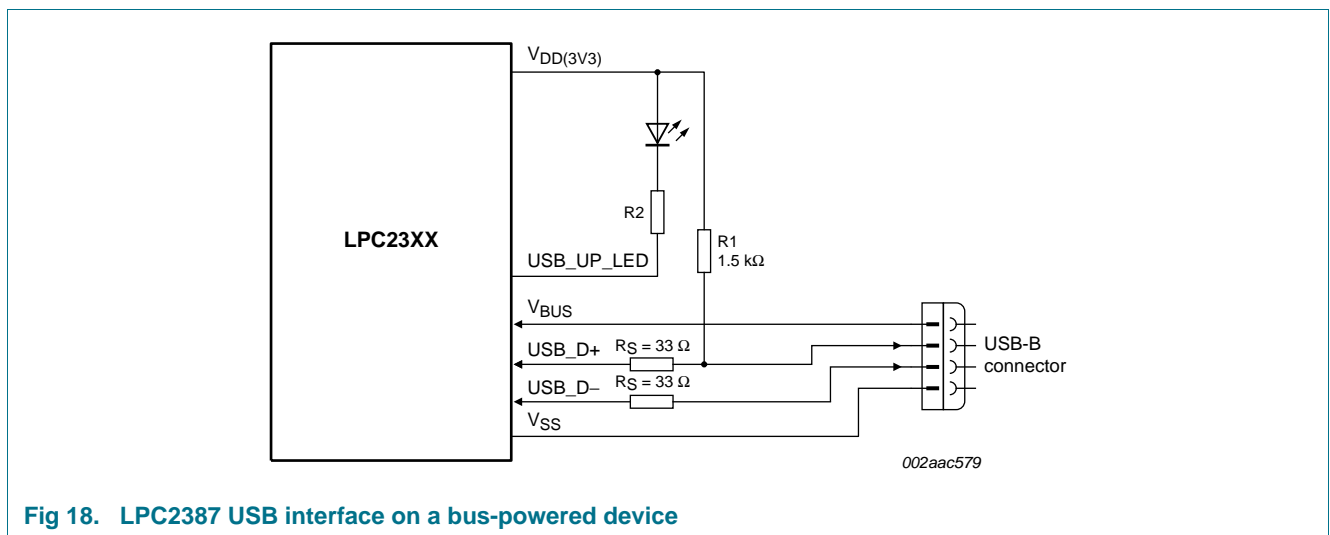 V_DD(3V3)
R2
LPC23XX
R1
1.5 kΩ
USB_UP_LED
V_BUS
USB_D+
R_S = 33 Ω
USB-B
connector
USB_D−
R_S = 33 Ω
V_SS
002aac579
Fig 18. LPC2387 USB interface on a bus-powered device